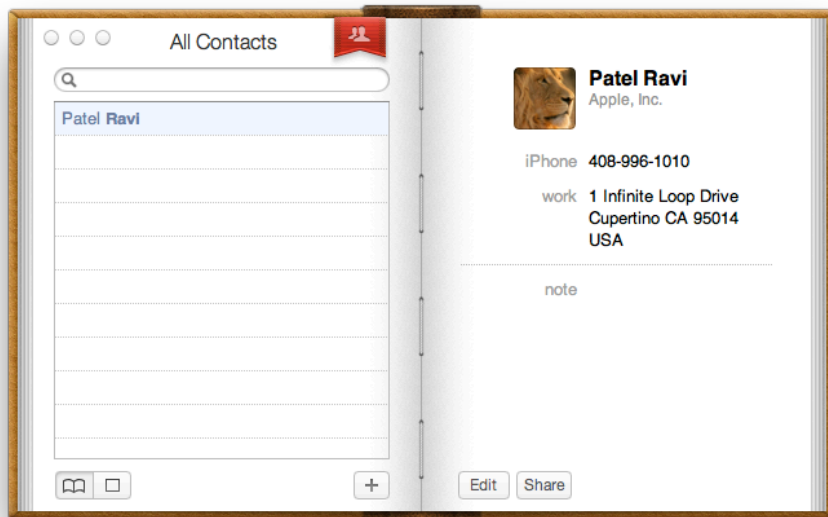 All Contacts
Patel Ravi
Patel Ravi
Apple, Inc.
iPhone 408-996-1010
work 1 Infinite Loop Drive
Cupertino CA 95014
USA
note
Edit Share